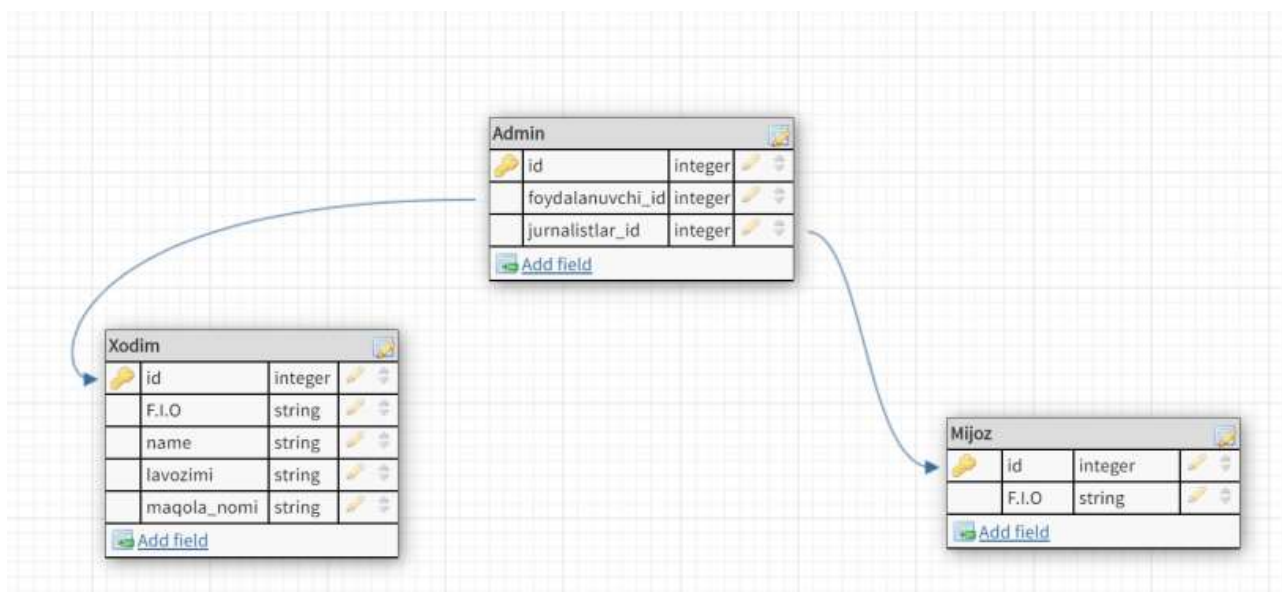 Admin
id integer
foydalanuvchi_id integer
jurnalistlar_id integer
Add field
Xodim
id integer
F.I.O string
name string
lavozimi string
maqola_nomi string
Add field
Mijoz
id integer
F.I.O string
Add field